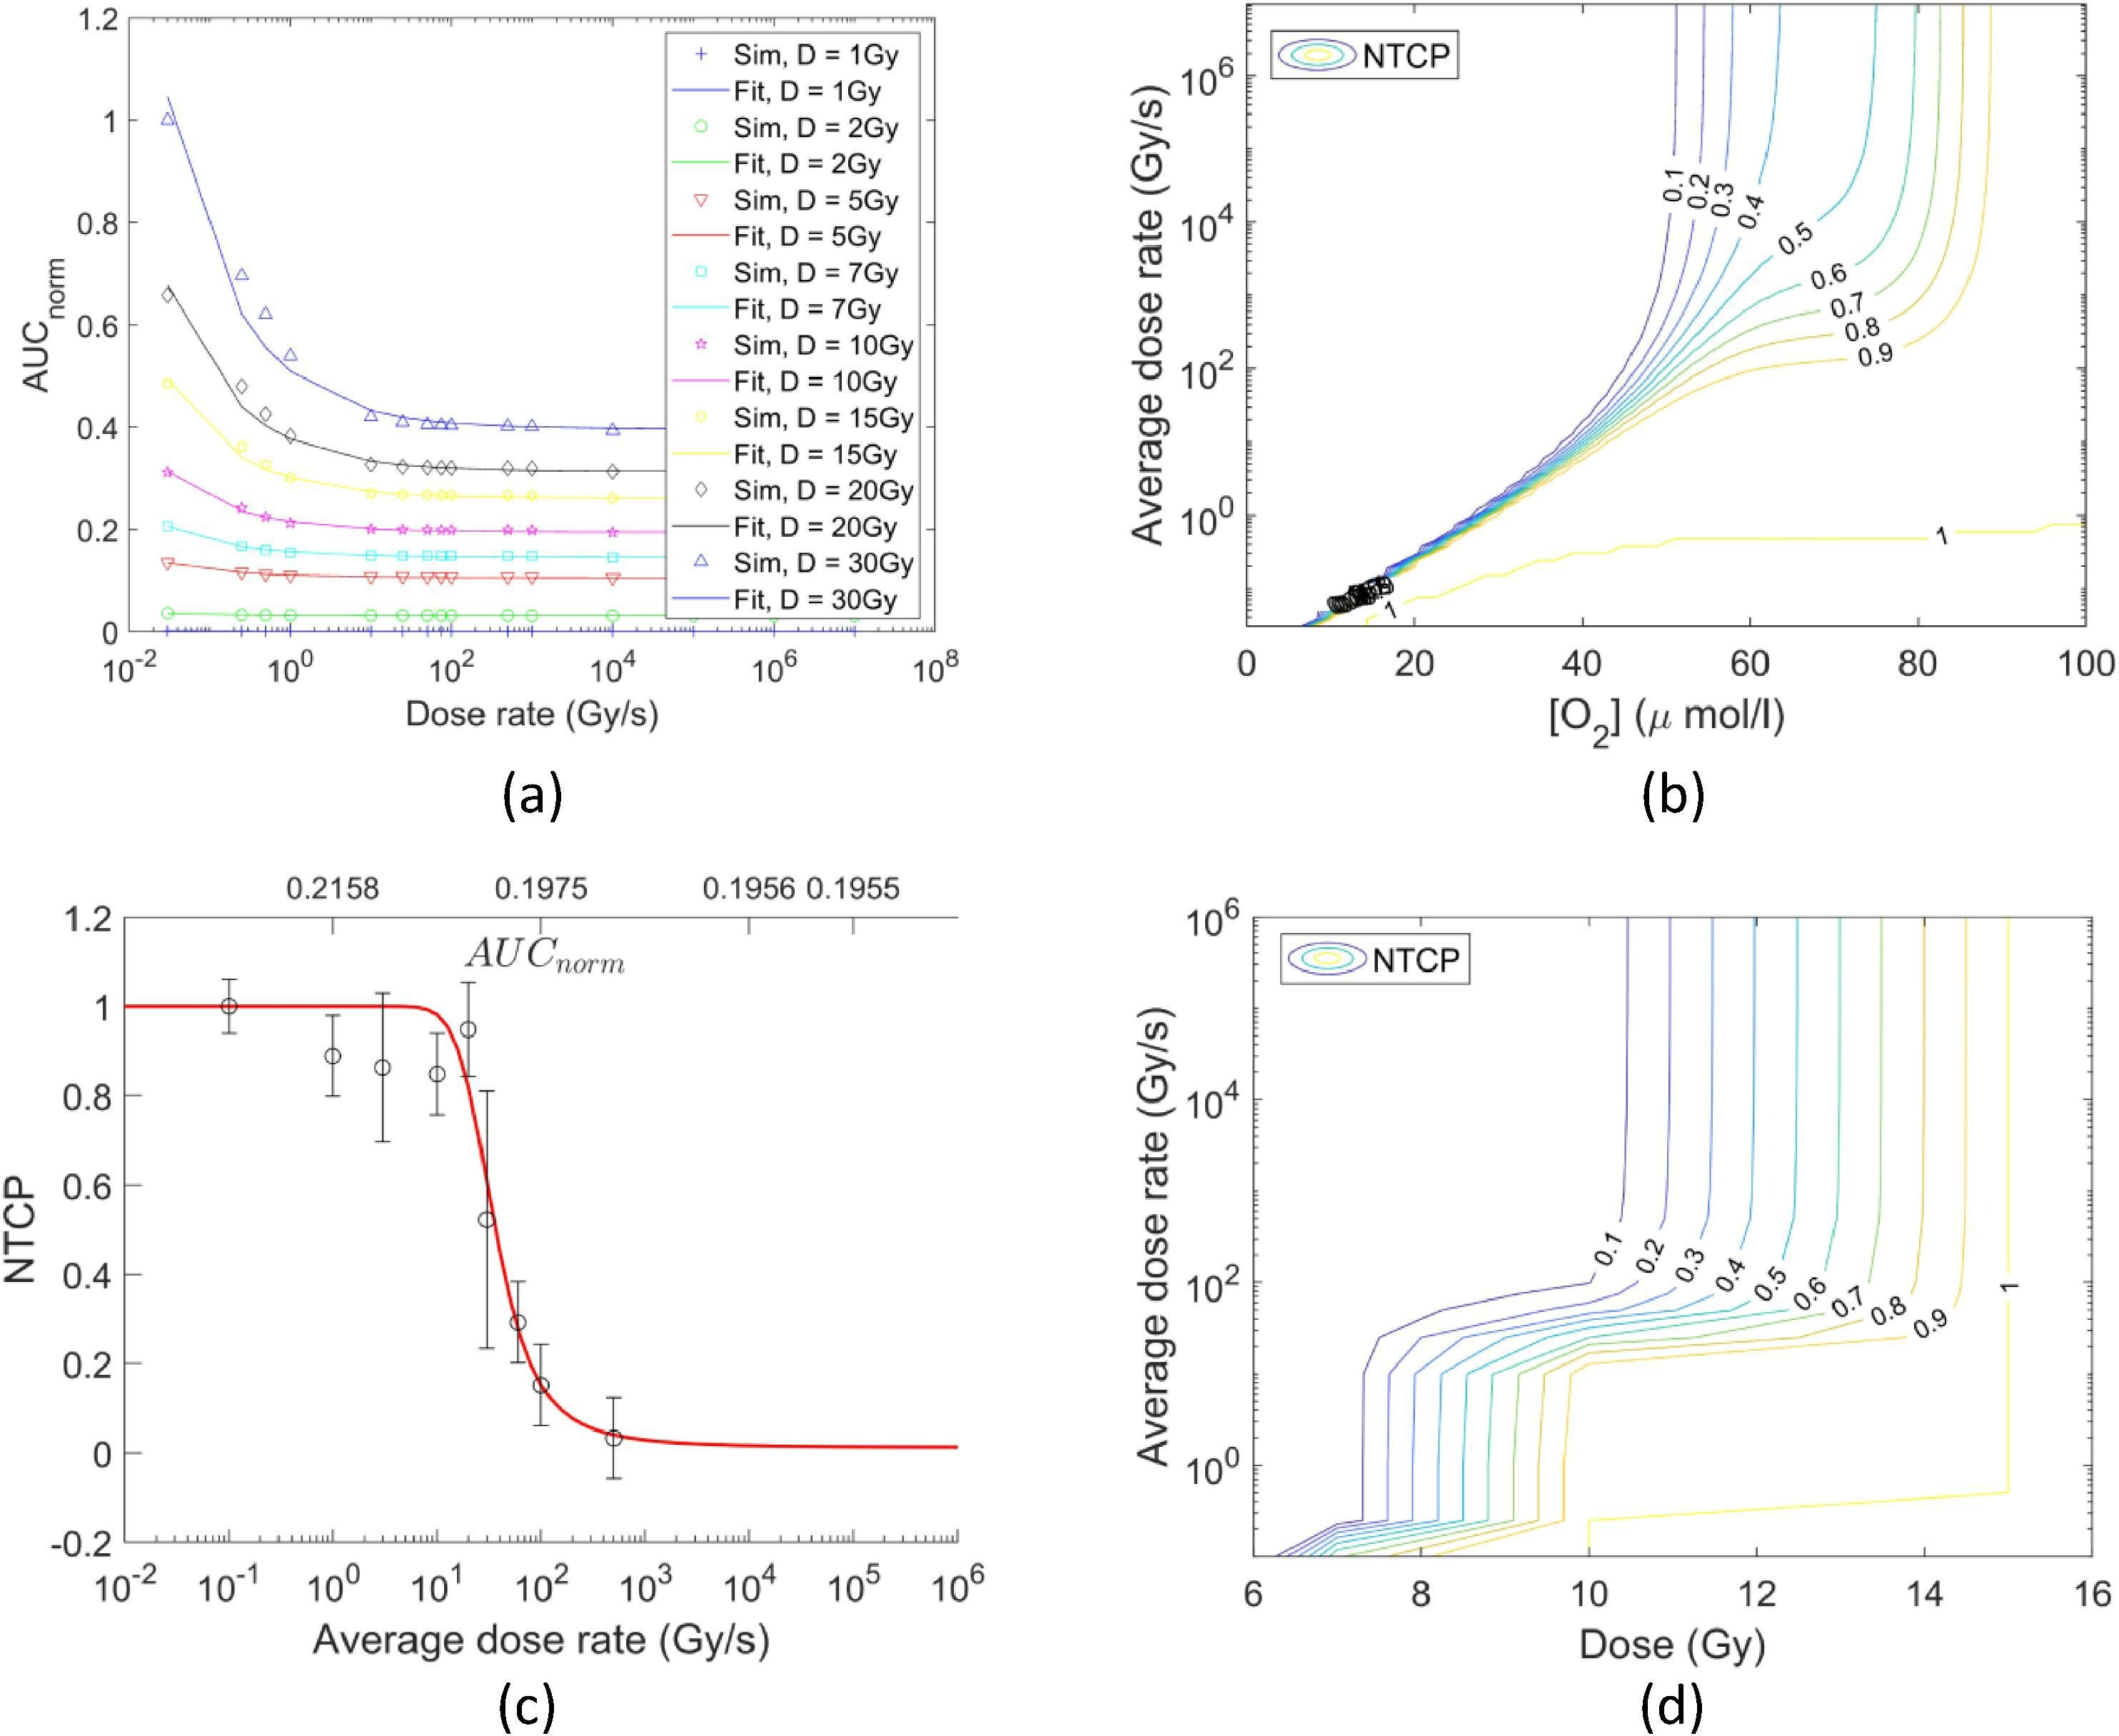 1.2
1
0.8
0.6
0.4
0.2
0
AUCnorm
10-2
100
102
104
106
108
Dose rate (Gy/s)
Sim, D = 1Gy
Fit, D = 1Gy
Sim, D = 2Gy
Fit, D = 2Gy
Sim, D = 5Gy
Fit, D = 5Gy
Sim, D = 7Gy
Fit, D = 7Gy
Sim, D = 10Gy
Fit, D = 10Gy
Sim, D = 15Gy
Fit, D = 15Gy
Sim, D = 20Gy
Fit, D = 20Gy
Sim, D = 30Gy
Fit, D = 30Gy
(a)
NTCP
106
104
102
100
Average dose rate (Gy/s)
0.1
0.2
0.3
0.4
0.5
0.6
0.7
0.8
0.9
1
1
0
20
40
60
80
100
[O2] (μ mol/l)
(b)
0.2158
0.1975
0.1956
0.1955
AUCnorm
1.2
1
0.8
0.6
0.4
0.2
0
-0.2
NTCP
10-2
10-1
100
101
102
103
104
105
106
Average dose rate (Gy/s)
(c)
NTCP
106
104
102
100
Average dose rate (Gy/s)
0.1
0.2
0.3
0.4
0.5
0.6
0.7
0.8
0.9
1
6
8
10
12
14
16
Dose (Gy)
(d)